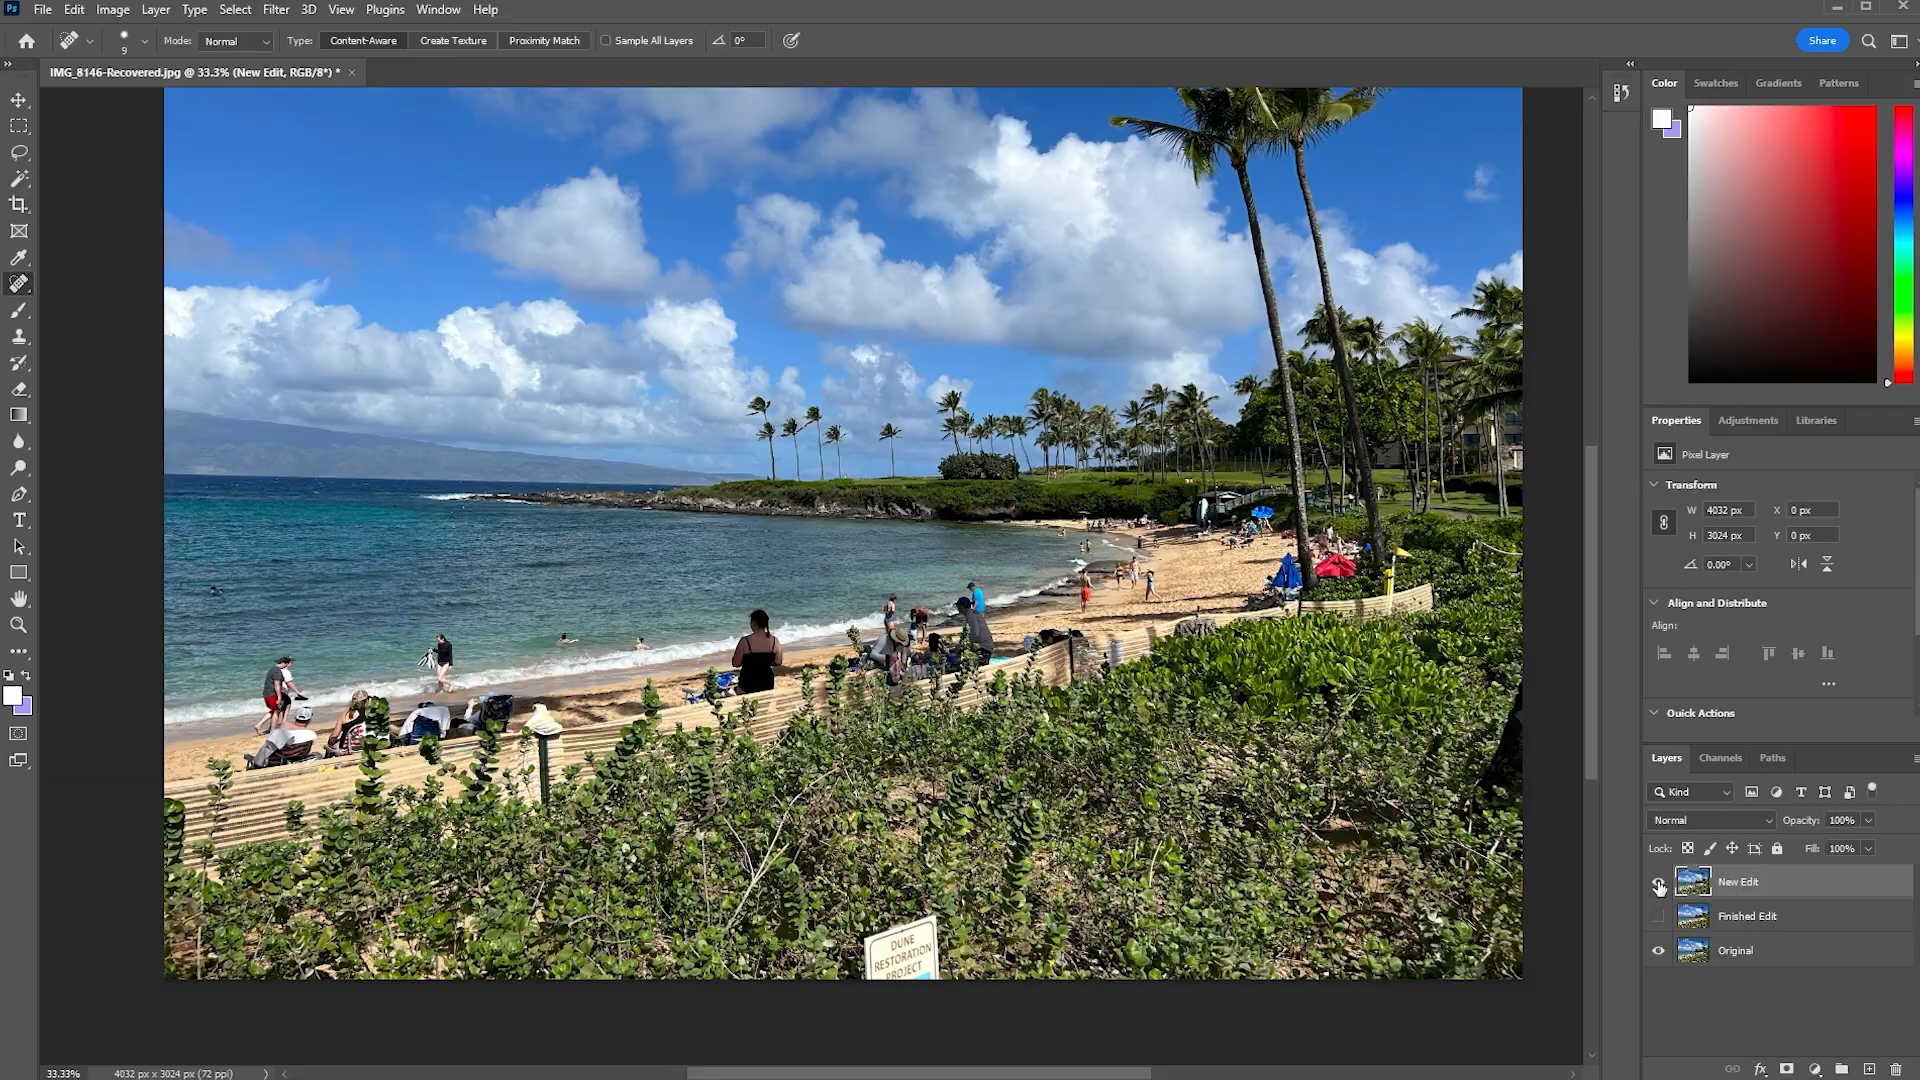 Ps File Edit Image Layer Type Select Filter 3D View Plugins Window Help
9 Mode: Normal Type: Content-Aware Create Texture Proximity Match Sample All Layers 0° Share
IMG_8146-Recovered.jpg @ 33.3% (New Edit, RGB/8*) * ×
Color Swatches Gradients Patterns
Properties Adjustments Libraries
Pixel Layer
Transform
W 4032 px X 0 px
H 3024 px Y 0 px
0.00°
Align and Distribute
Align:
Quick Actions
Layers Channels Paths
Kind
Normal Opacity: 100%
Lock: Fill: 100%
New Edit
Finished Edit
Original
DUNE
RESTORATION
PROJECT
33.33% 4032 px x 3024 px (72 ppi)